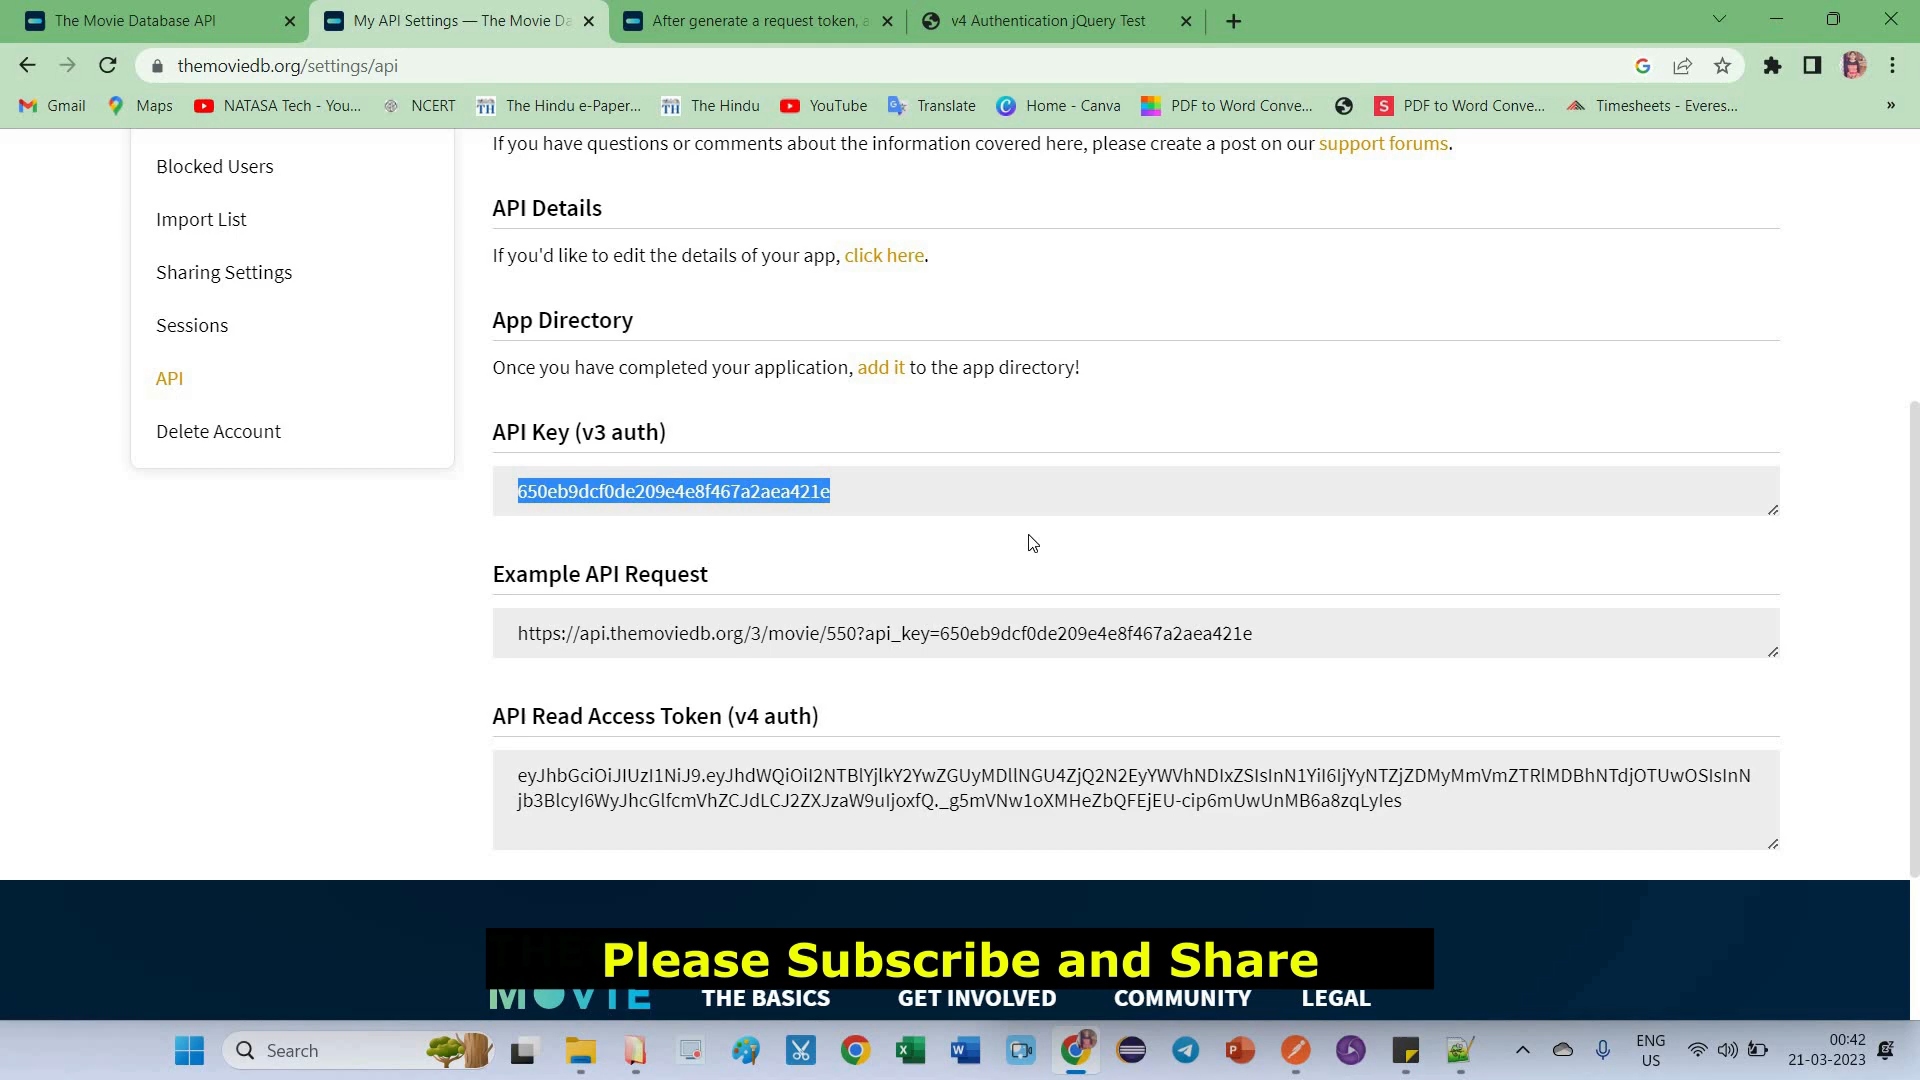 The Movie Database API
My API Settings — The Movie Da
After generate a request token, a
v4 Authentication jQuery Test
themoviedb.org/settings/api
Gmail
Maps
NATASA Tech - You...
NCERT
The Hindu e-Paper...
The Hindu
YouTube
Translate
Home - Canva
PDF to Word Conve...
PDF to Word Conve...
Timesheets - Everes...
»
Blocked Users
Import List
Sharing Settings
Sessions
API
Delete Account
If you have questions or comments about the information covered here, please create a post on our support forums.
API Details
If you'd like to edit the details of your app, click here.
App Directory
Once you have completed your application, add it to the app directory!
API Key (v3 auth)
650eb9dcf0de209e4e8f467a2aea421e
Example API Request
https://api.themoviedb.org/3/movie/550?api_key=650eb9dcf0de209e4e8f467a2aea421e
API Read Access Token (v4 auth)
eyJhbGciOiJIUzI1NiJ9.eyJhdWQiOiI2NTBlYjlkY2YwZGUyMDllNGU4ZjQ2N2EyYWVhNDIxZSIsInN1YiI6IjYyNTZjZDMyMmVmZTRlMDBhNTdjOTUwOSIsInN
jb3BlcyI6WyJhcGlfcmVhZCJdLCJ2ZXJzaW9uIjoxfQ._g5mVNw1oXMHeZbQFEjEU-cip6mUwUnMB6a8zqLyIes
Please Subscribe and Share
THE
MOVIE
THE BASICS
GET INVOLVED
COMMUNITY
LEGAL
Search
ENG
US
00:42
21-03-2023